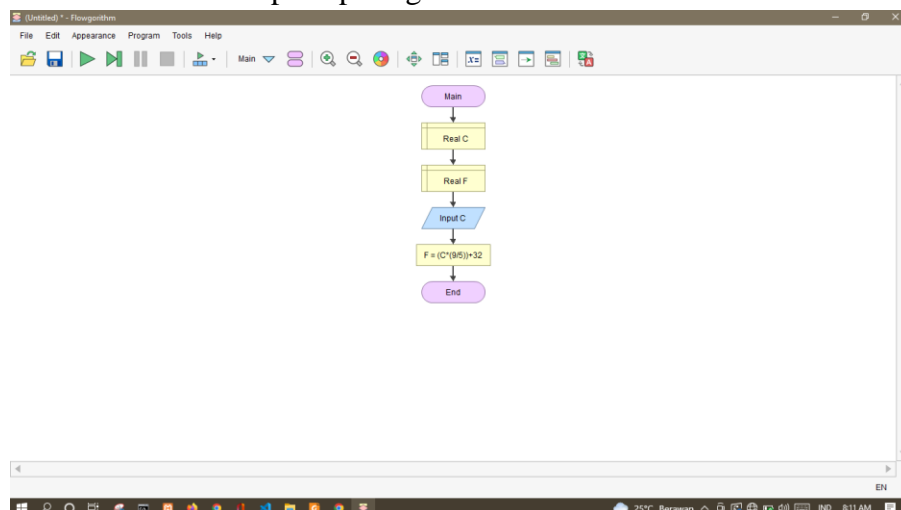 (Untitled) * - Flowgorithm
File Edit Appearance Program Tools Help
Main
x=
Main
Real C
Real F
Input C
F = (C*(9/5))+32
End
EN
25°C Berawan IND 8:11 AM